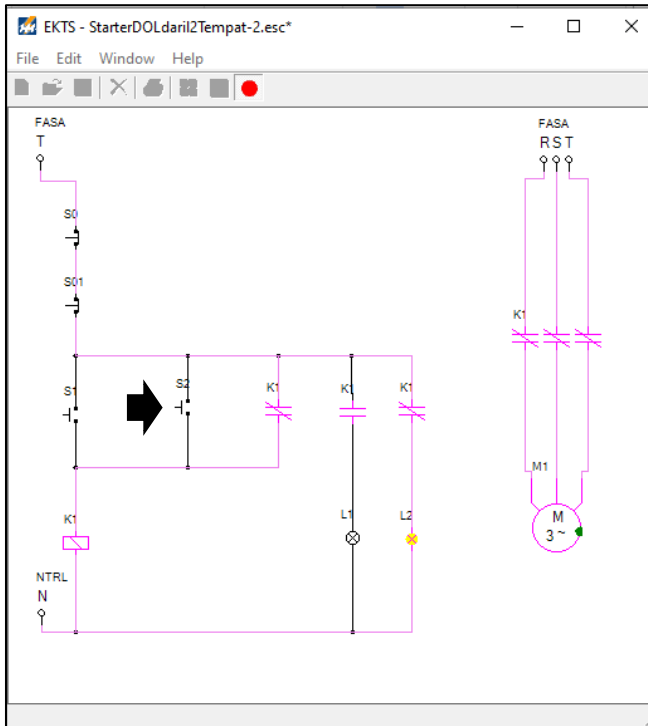 EKTS - StarterDOLdariI2Tempat-2.esc*
File Edit Window Help
FASA
T
FASA
R S T
S0
S01
K1
S1
S2
K1
K1
K1
M1
K1
L1
L2
M
3 ~
NTRL
N